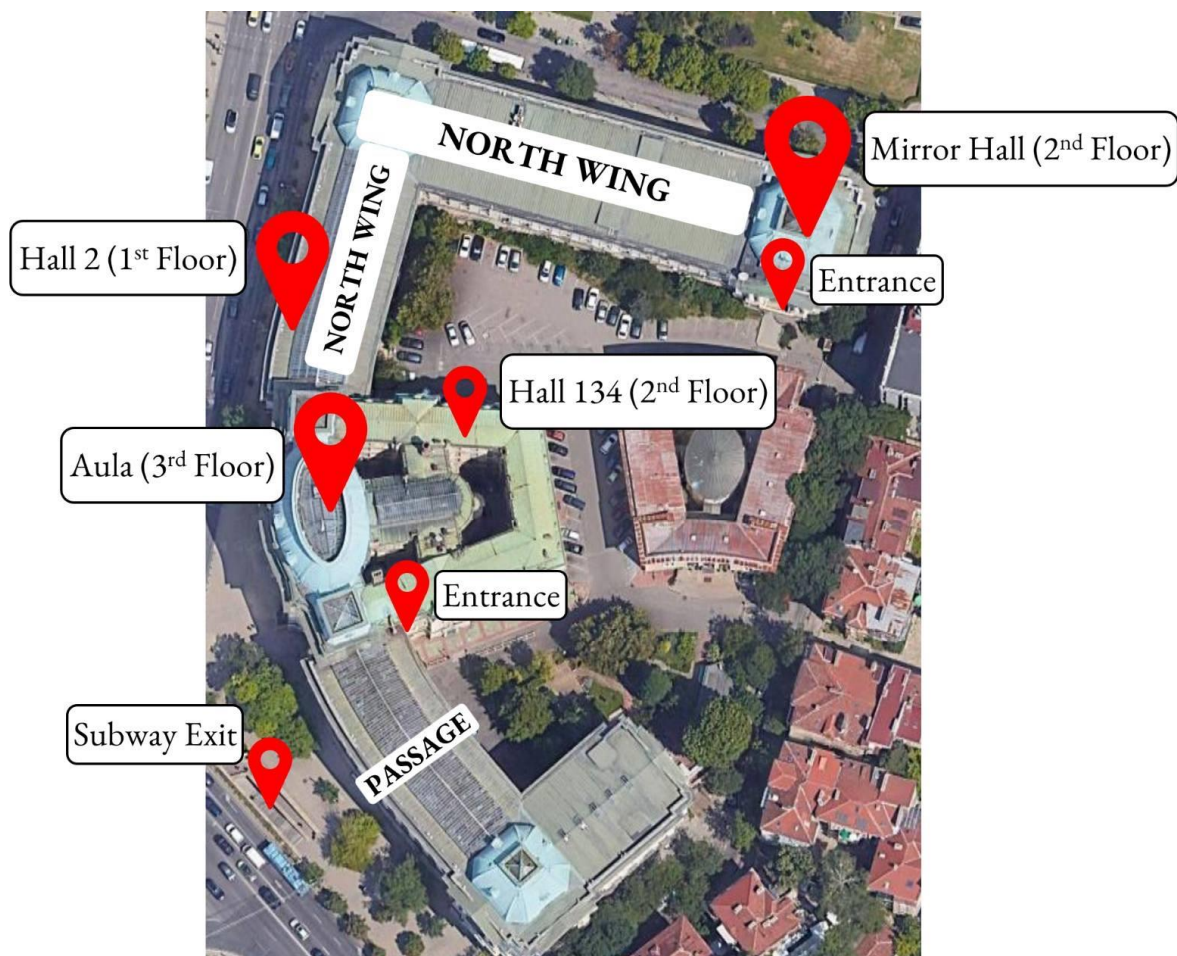 NORTH WING
Mirror Hall (2nd Floor)
NORTH WING
Hall 2 (1st Floor)
Entrance
Hall 134 (2nd Floor)
Aula (3rd Floor)
Entrance
Subway Exit
PASSAGE